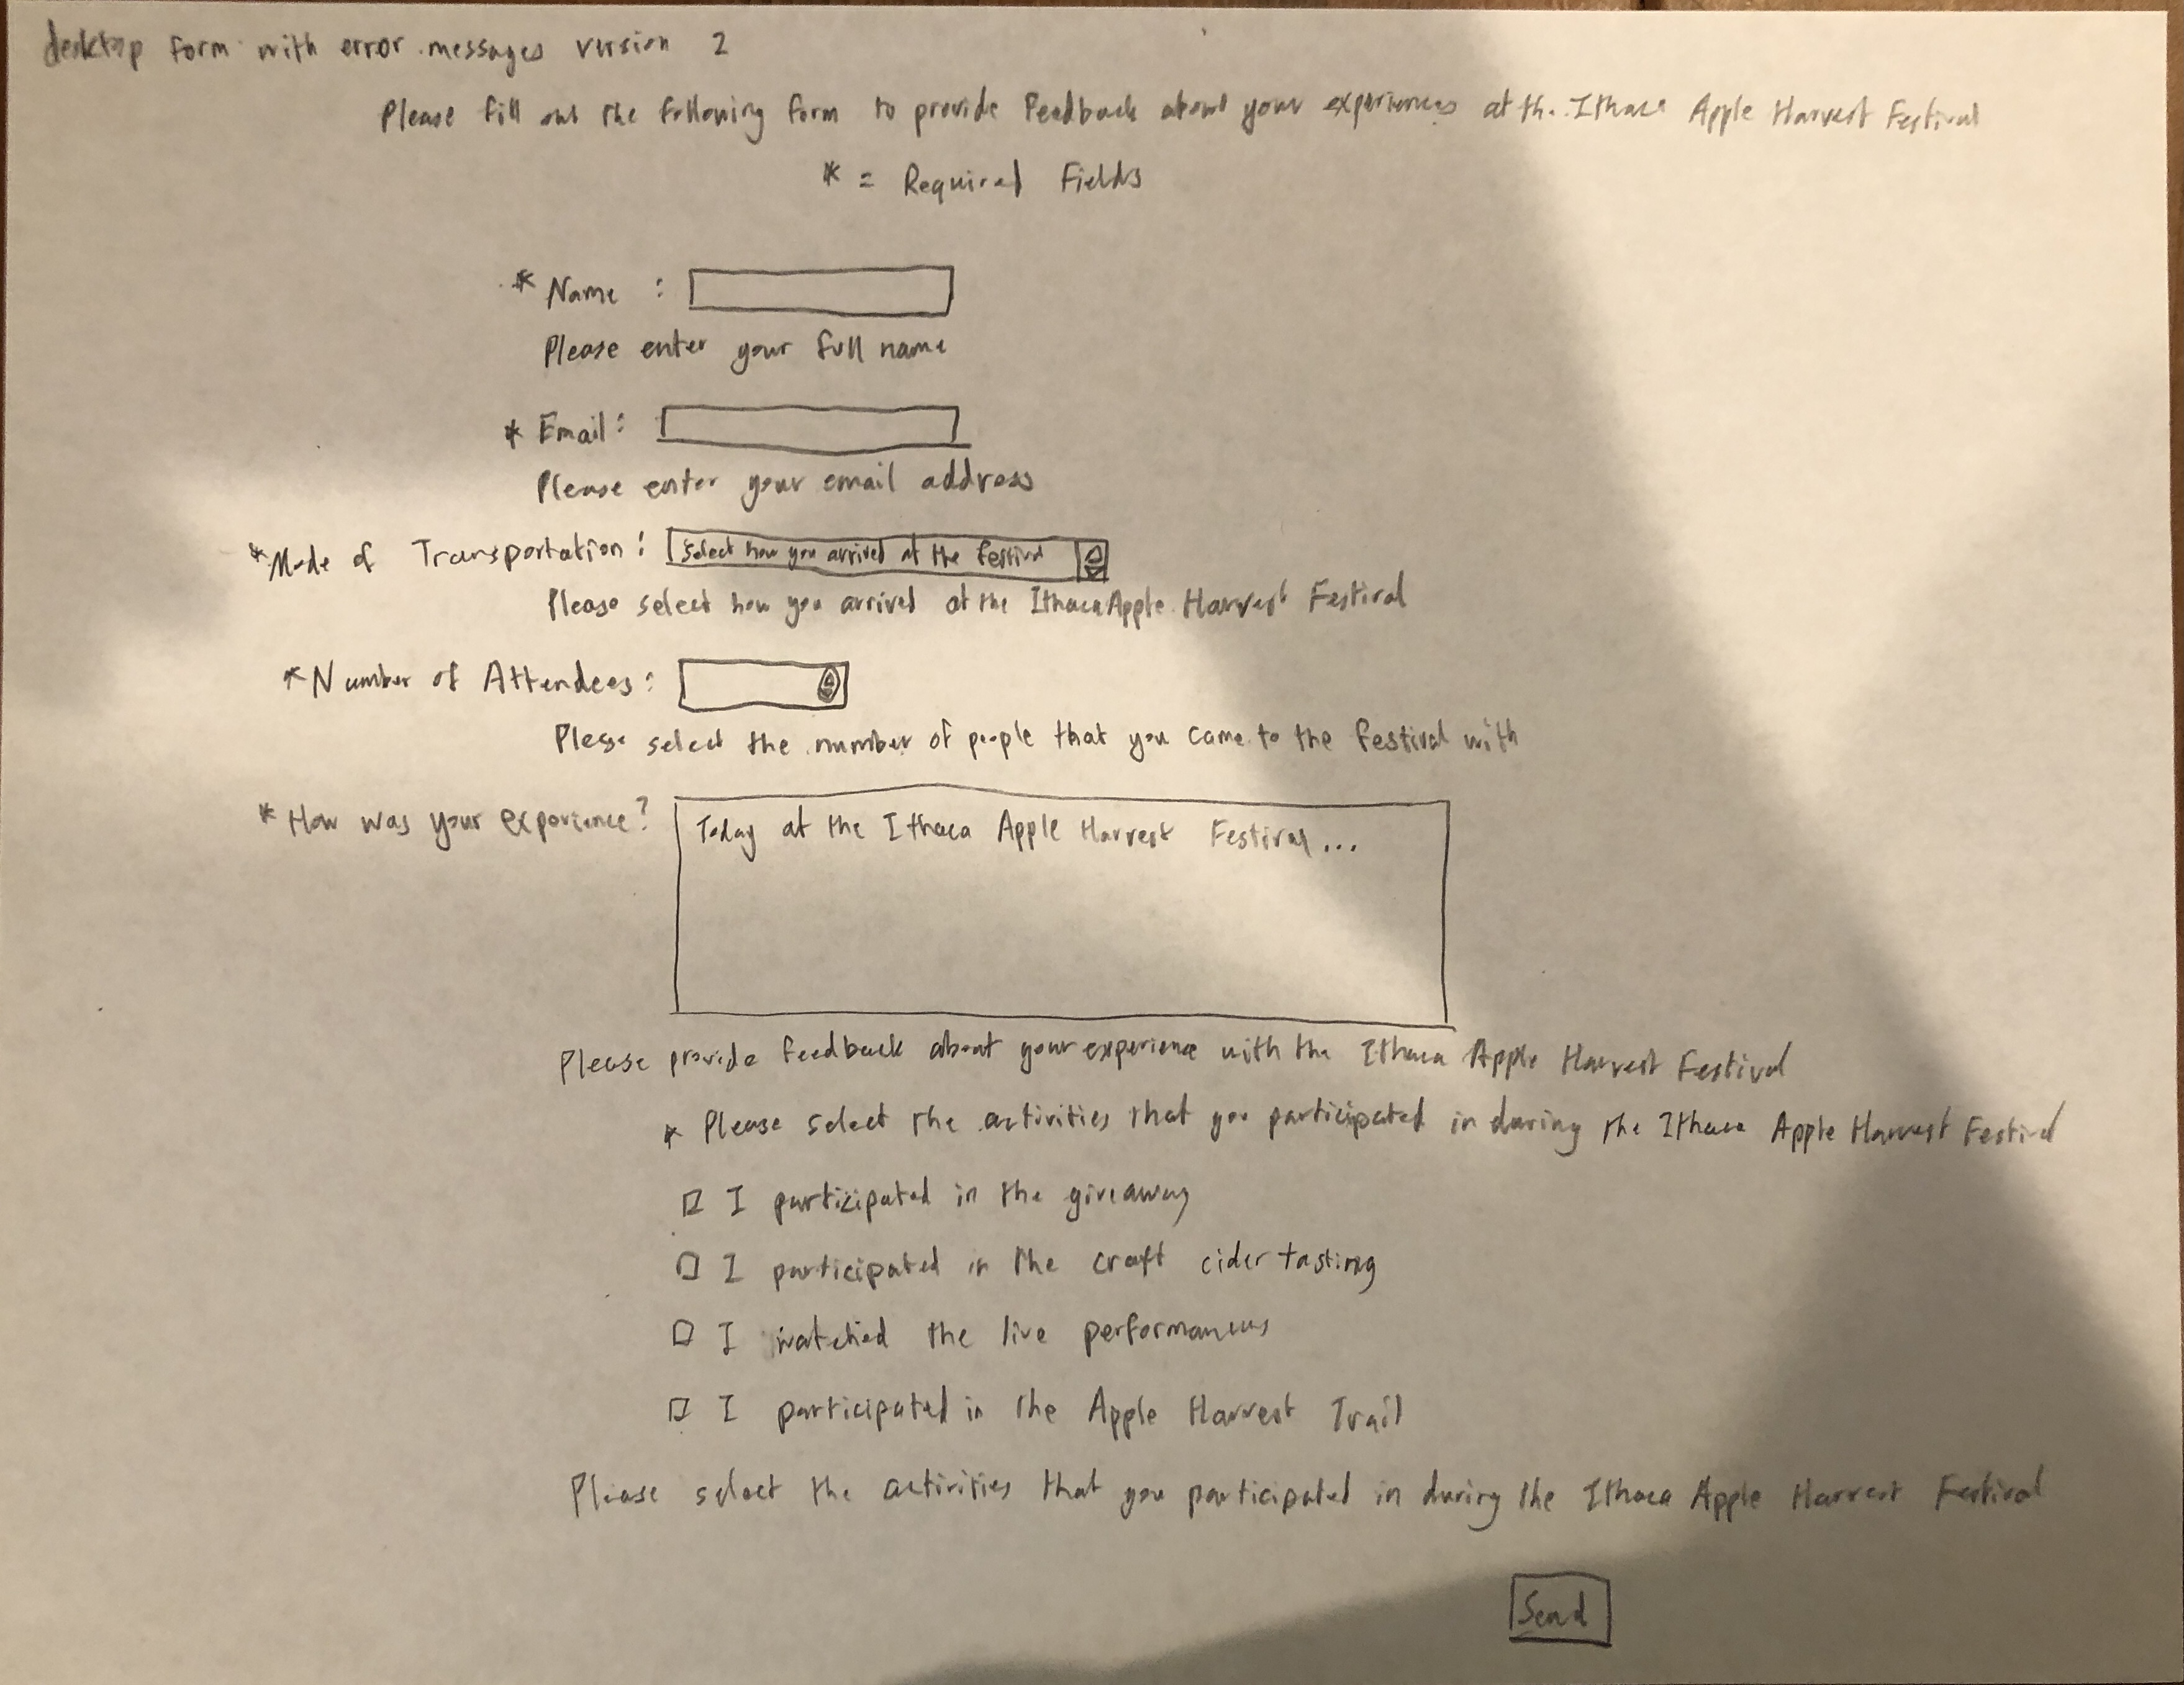 desktop form with error messages version 2
Please fill out the following form to provide feedback about your experiences at the Ithaca Apple Harvest Festival
* = Required Fields
* Name :
Please enter your full name
* Email :
Please enter your email address
* Mode of Transportation : Select how you arrived at the festival
Please select how you arrived at the Ithaca Apple Harvest Festival
* Number of Attendees :
Please select the number of people that you came to the festival with
* How was your experience? Today at the Ithaca Apple Harvest Festival ...
Please provide feedback about your experience with the Ithaca Apple Harvest Festival
* Please select the activities that you participated in during the Ithaca Apple Harvest Festival
I participated in the giveaway
I participated in the craft cider tasting
I watched the live performances
I participated in the Apple Harvest Trail
Please select the activities that you participated in during the Ithaca Apple Harvest Festival
Send